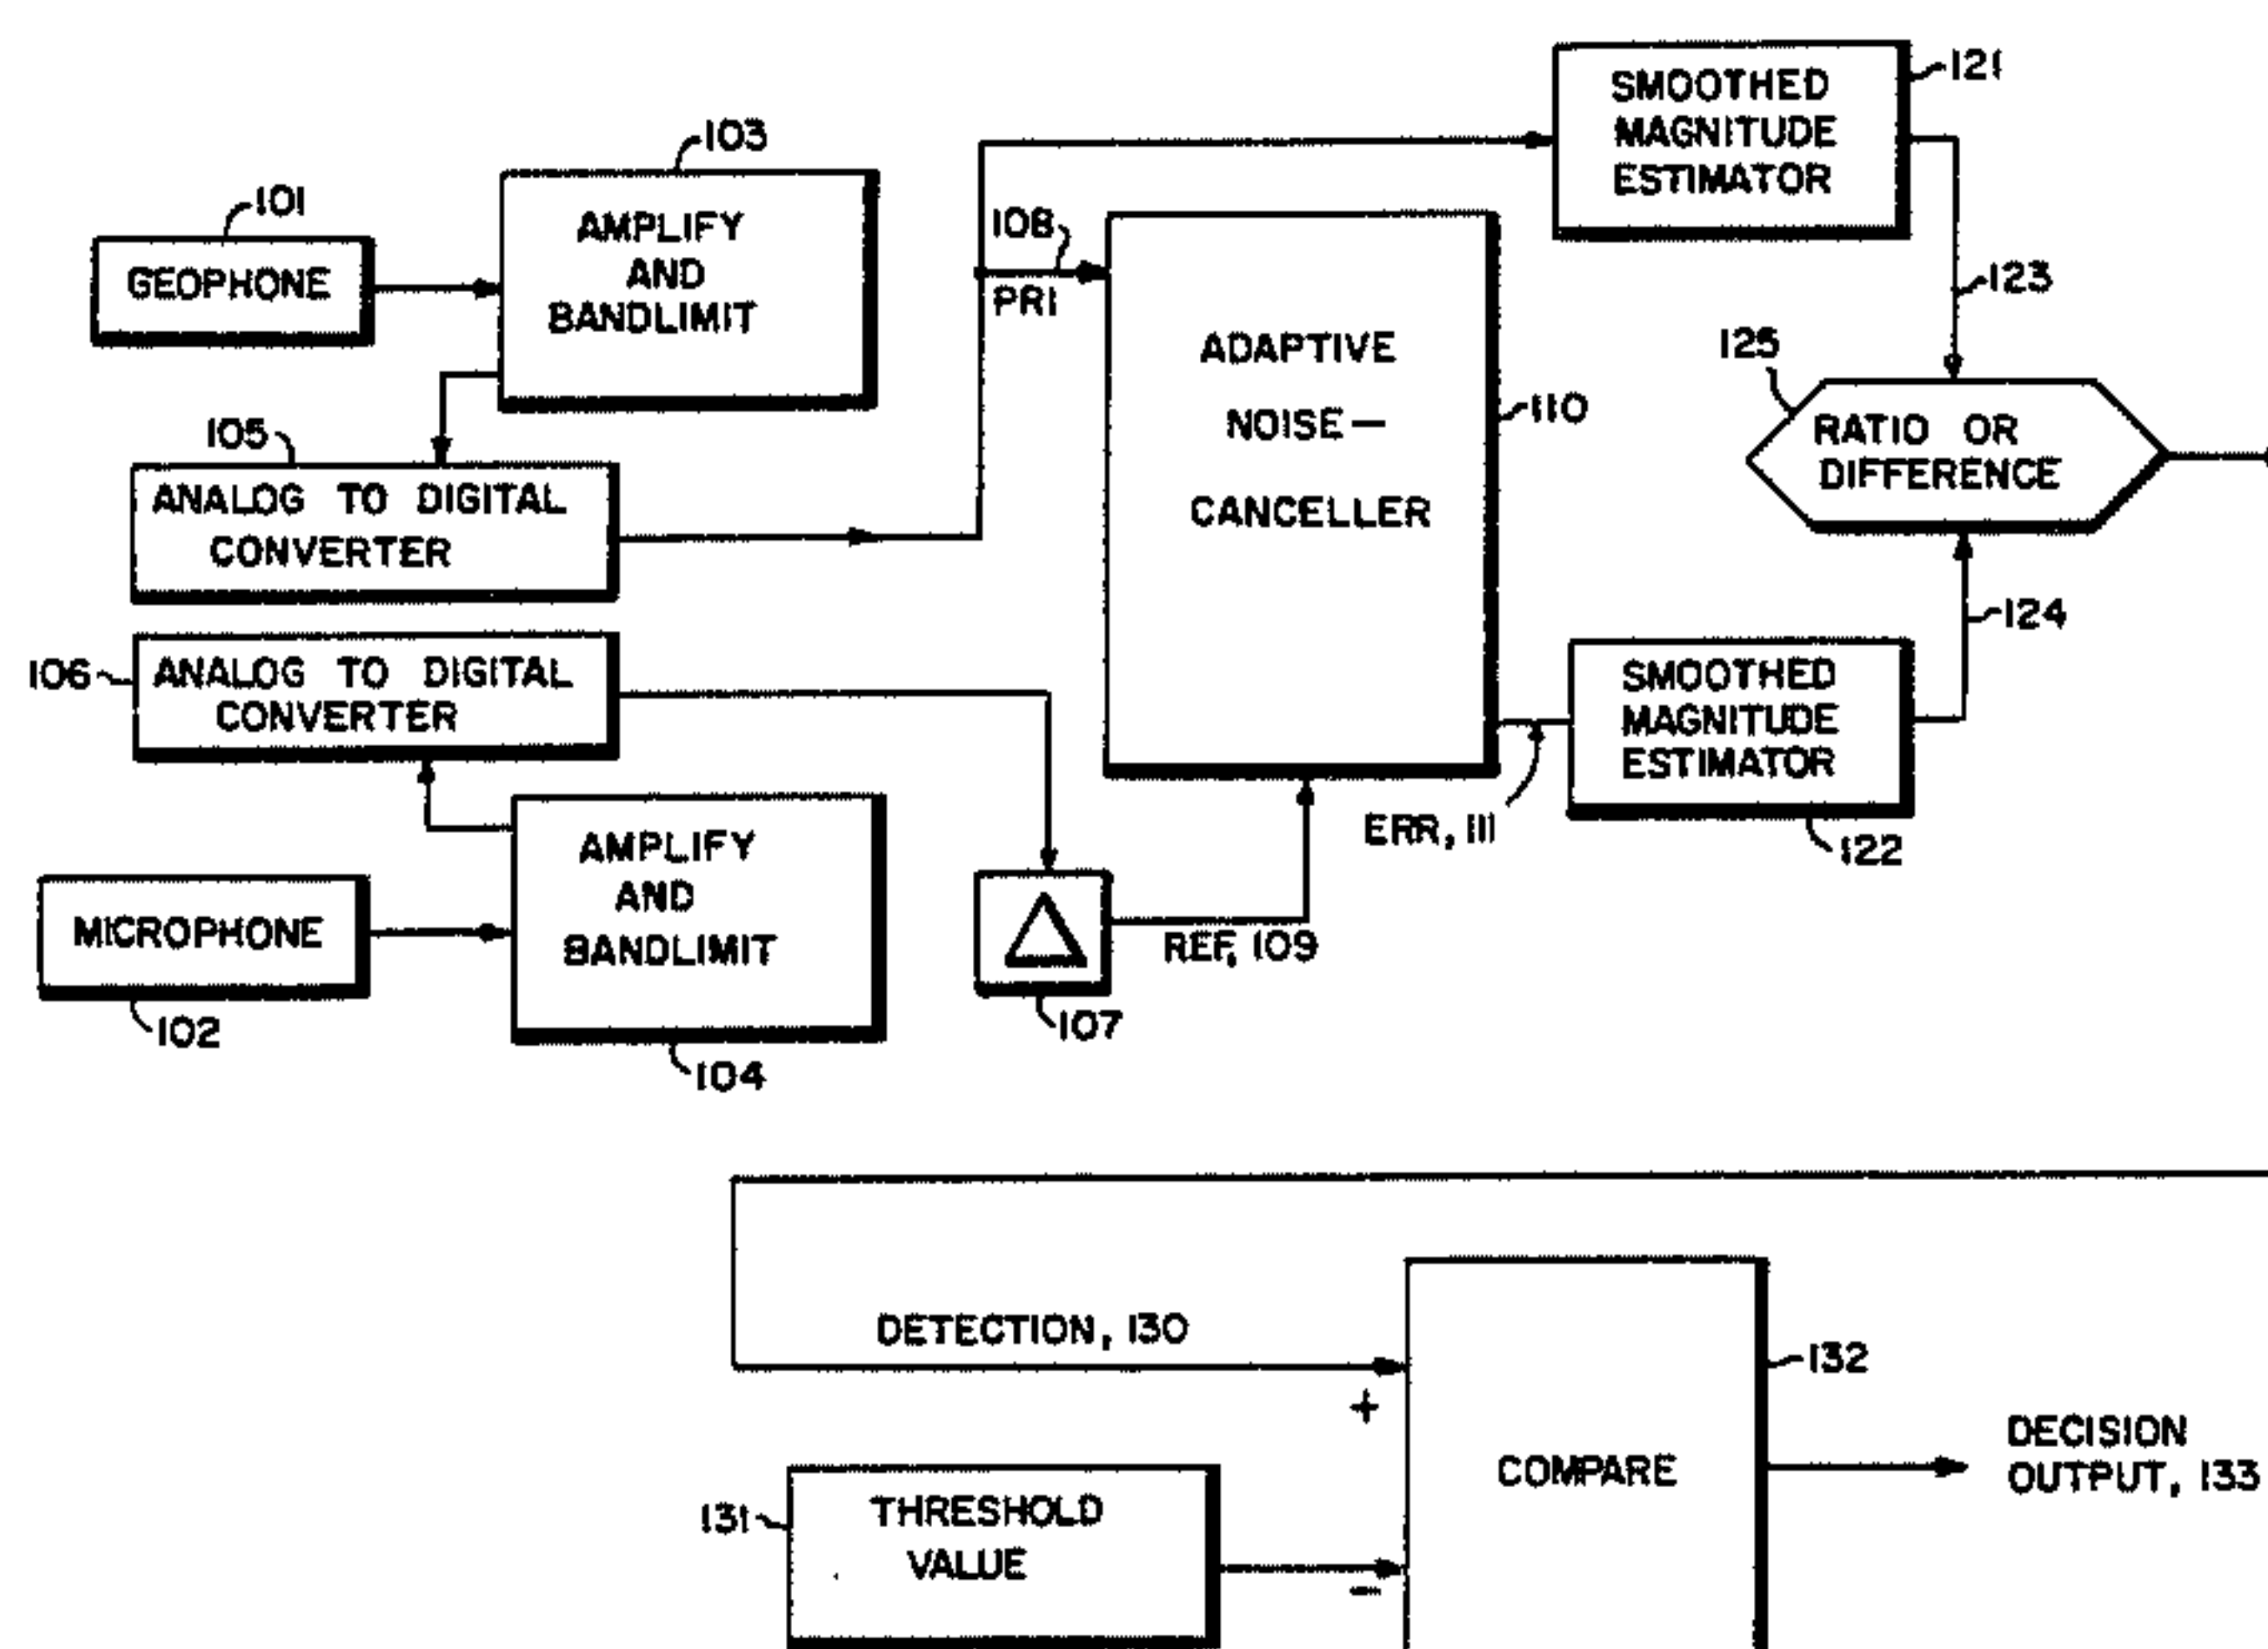 101
GEOPHONE
103
AMPLIFY
AND
BANDLIMIT
105
ANALOG TO DIGITAL
CONVERTER
106
ANALOG TO DIGITAL
CONVERTER
MICROPHONE
102
AMPLIFY
AND
BANDLIMIT
104
108
PRI
ADAPTIVE
NOISE—
CANCELLER
110
107
REF, 109
ERR, 111
SMOOTHED
MAGNITUDE
ESTIMATOR
121
123
125
RATIO OR
DIFFERENCE
124
SMOOTHED
MAGNITUDE
ESTIMATOR
122
DETECTION, 130
+
131
THRESHOLD
VALUE
-
COMPARE
132
DECISION
OUTPUT, 133